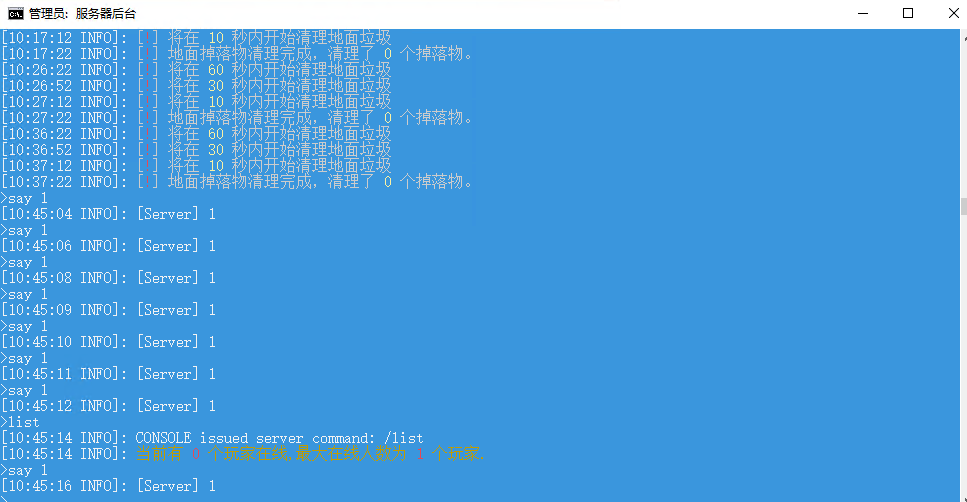 管理员: 服务器后台
[10:17:12 INFO]: [ ] 将在 10 秒内开始清理地面垃圾
[10:17:22 INFO]: [ ] 地面掉落物清理完成，清理了 0 个掉落物。
[10:26:22 INFO]: [ ] 将在 60 秒内开始清理地面垃圾
[10:26:52 INFO]: [ ] 将在 30 秒内开始清理地面垃圾
[10:27:12 INFO]: [ ] 将在 10 秒内开始清理地面垃圾
[10:27:22 INFO]: [ ] 地面掉落物清理完成，清理了 0 个掉落物。
[10:36:22 INFO]: [ ] 将在 60 秒内开始清理地面垃圾
[10:36:52 INFO]: [ ] 将在 30 秒内开始清理地面垃圾
[10:37:12 INFO]: [ ] 将在 10 秒内开始清理地面垃圾
[10:37:22 INFO]: [ ] 地面掉落物清理完成，清理了 0 个掉落物。
>say 1
[10:45:04 INFO]: [Server] 1
>say 1
[10:45:06 INFO]: [Server] 1
>say 1
[10:45:08 INFO]: [Server] 1
>say 1
[10:45:09 INFO]: [Server] 1
>say 1
[10:45:10 INFO]: [Server] 1
>say 1
[10:45:11 INFO]: [Server] 1
>say 1
[10:45:12 INFO]: [Server] 1
>list
[10:45:14 INFO]: CONSOLE issued server command: /list
[10:45:14 INFO]: 当前有 0 个玩家在线,最大在线人数为 1 个玩家.
>say 1
[10:45:16 INFO]: [Server] 1